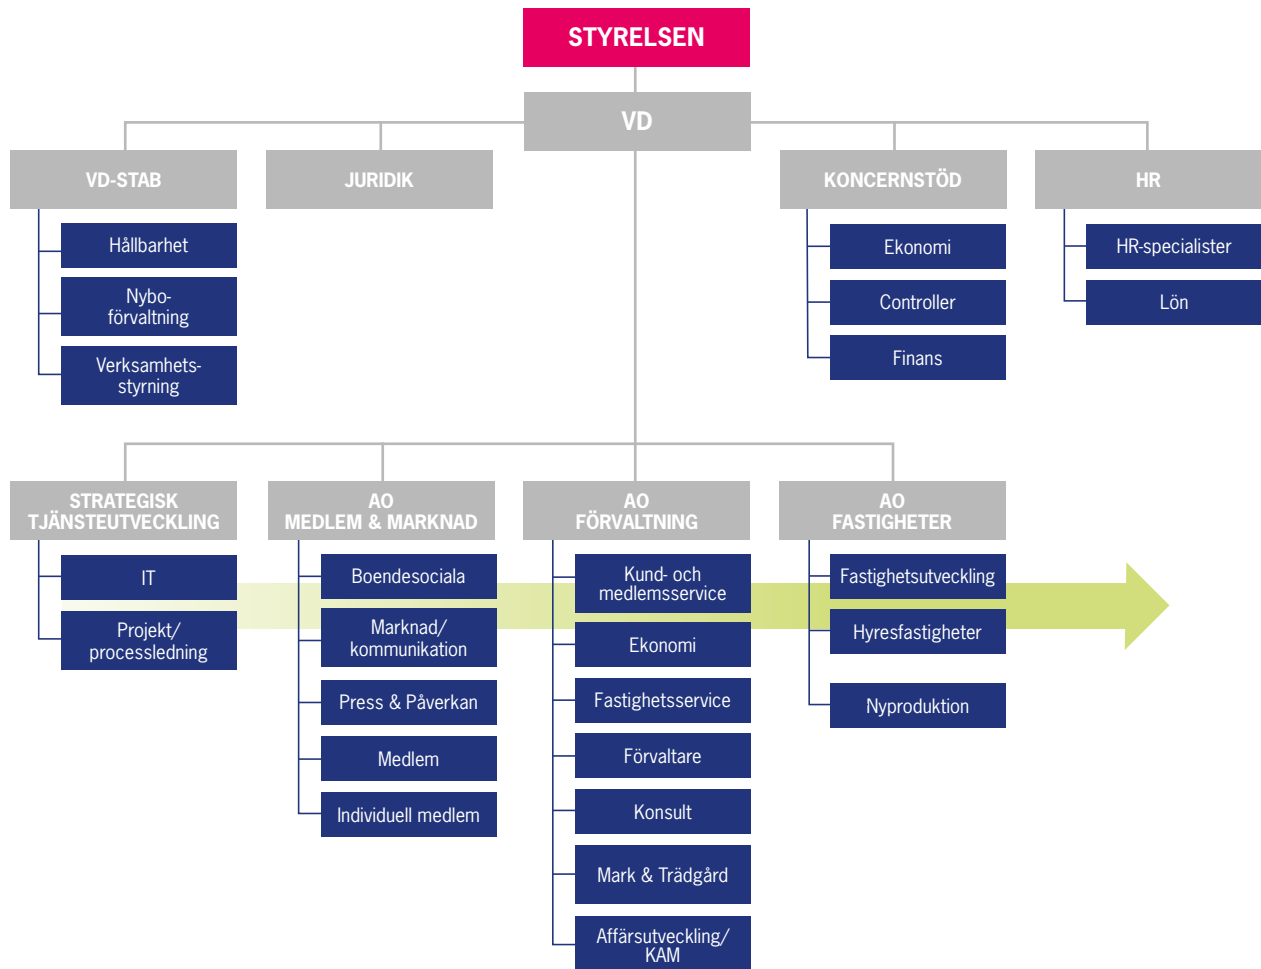 STYRELSEN
VD
VD-STAB
Hållbarhet
Nybo-
förvaltning
Verksamhets-
styrning
JURIDIK
KONCERNSTÖD
Ekonomi
Controller
Finans
HR
HR-specialister
Lön
STRATEGISK
TJÄNSTEUTVECKLING
IT
Projekt/
processledning
AO
MEDLEM & MARKNAD
Boendesociala
Marknad/
kommunikation
Press & Påverkan
Medlem
Individuell medlem
AO
FÖRVALTNING
Kund- och
medlemsservice
Ekonomi
Fastighetsservice
Förvaltare
Konsult
Mark & Trädgård
Affärsutveckling/
KAM
AO
FASTIGHETER
Fastighetsutveckling
Hyresfastigheter
Nyproduktion